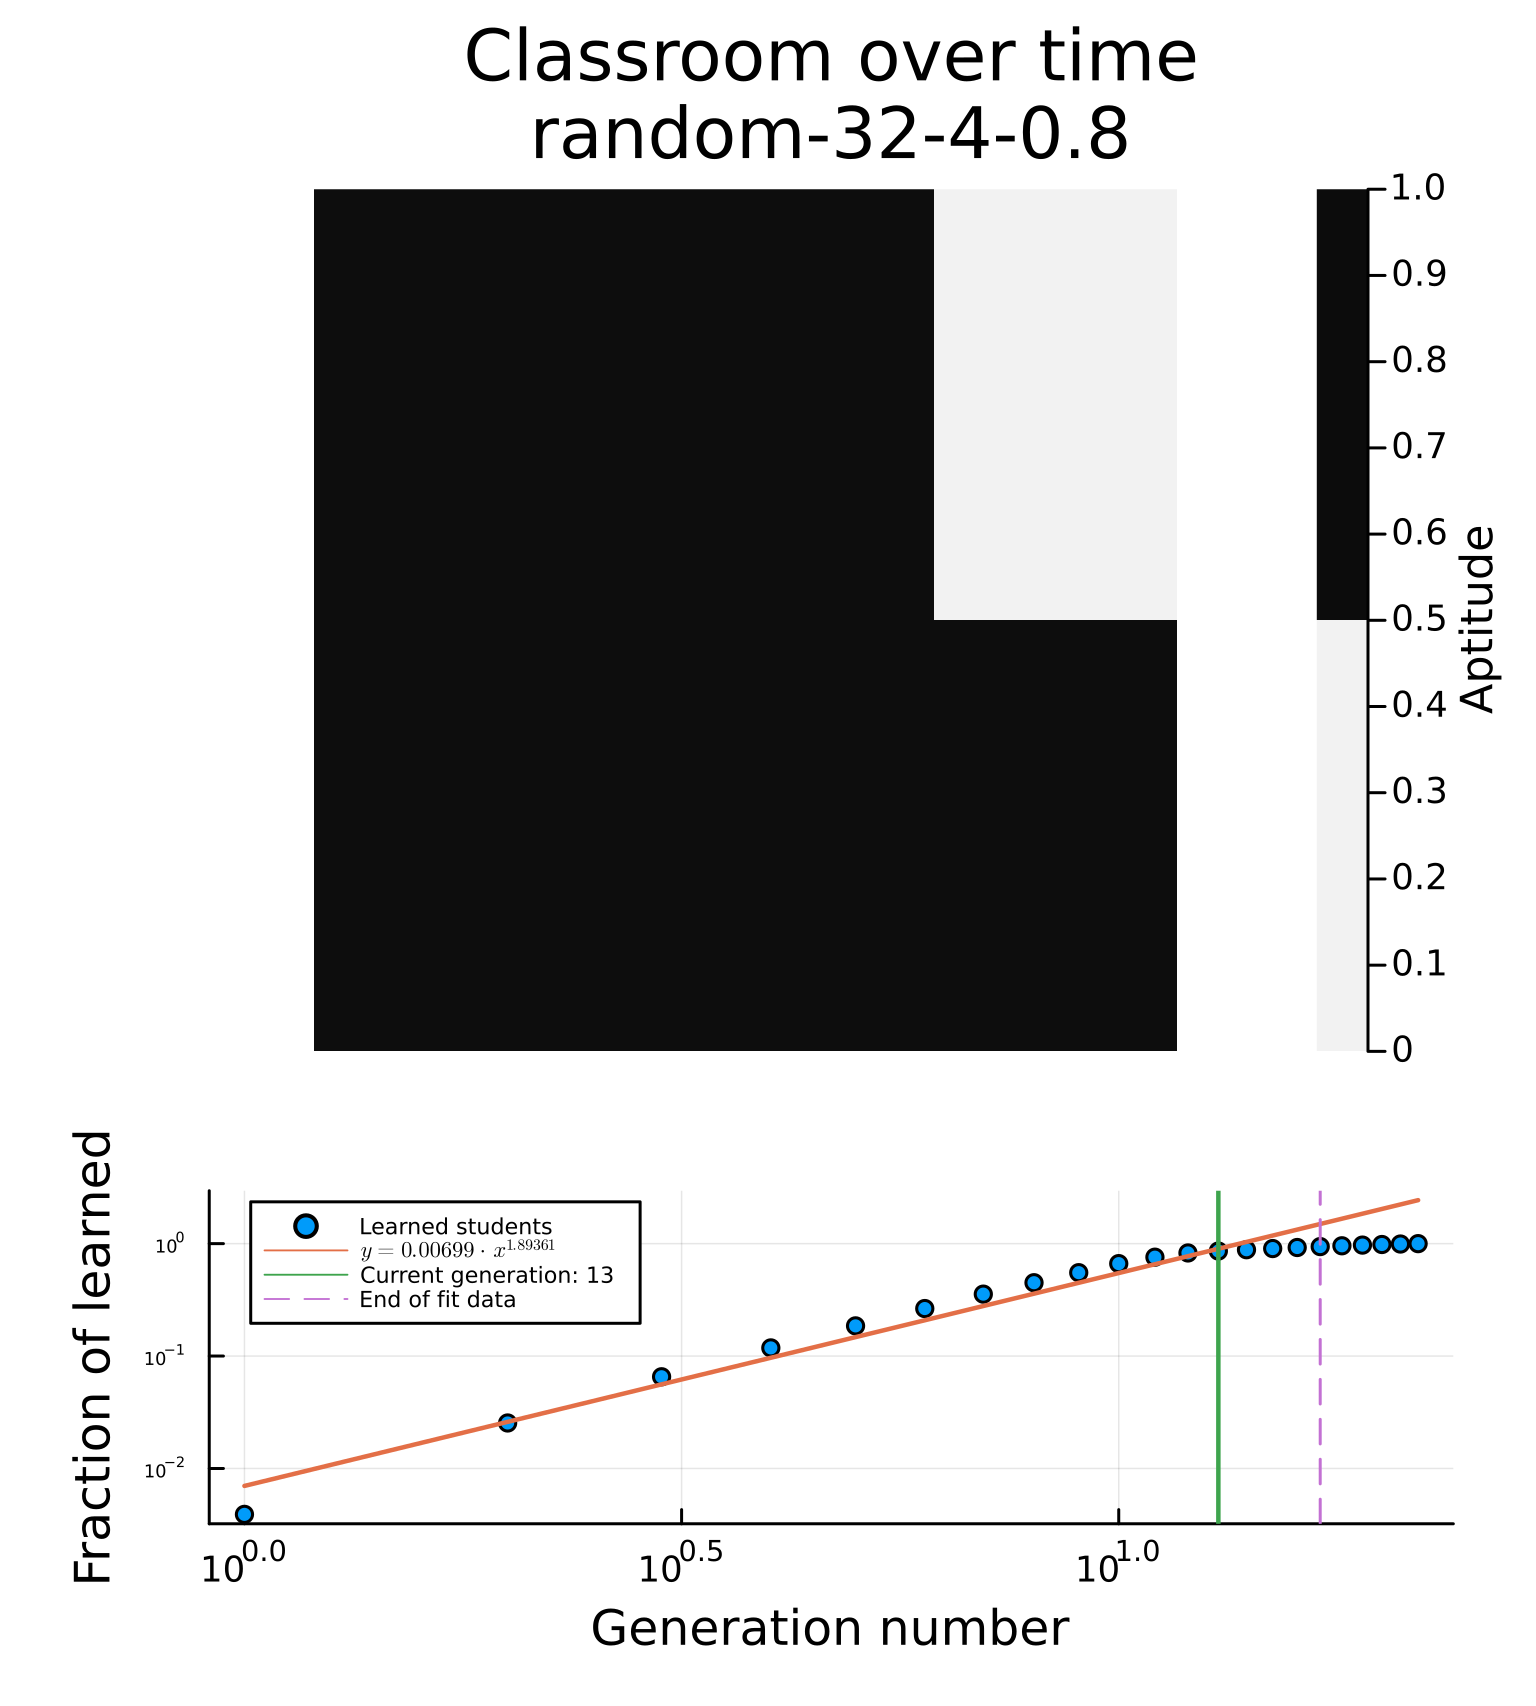 Classroom over time
random-32-4-0.8
1.0
0.9
0.8
0.7
0.6
0.5
0.4
0.3
0.2
0.1
0
Aptitude
Fraction of learned
10⁰
10⁻¹
10⁻²
Learned students
y = 0.00699 · x^1.89361
Current generation: 13
End of fit data
10^0.0
10^0.5
10^1.0
Generation number